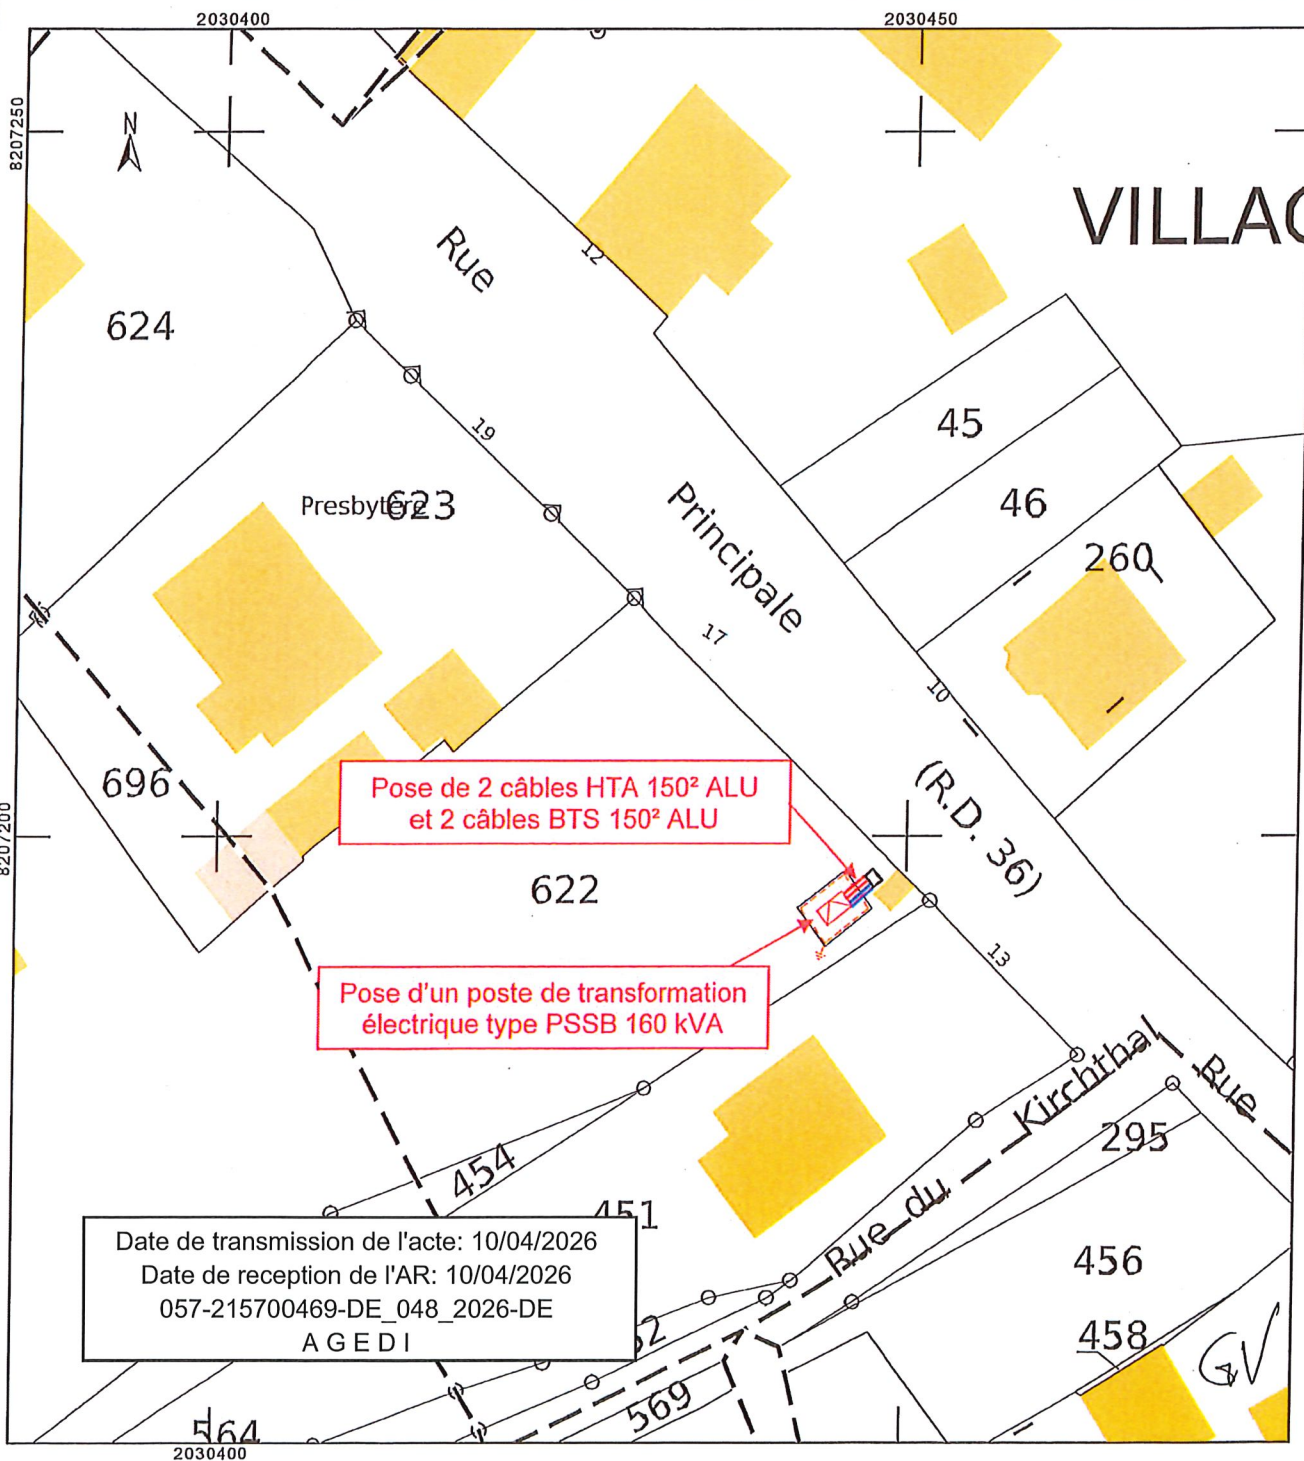 2030400
2030450
8207250
N
VILLAG
Rue
12
624
19
45
Presbytère
623
46
Principale
260
17
10
696
Pose de 2 câbles HTA 150² ALU
et 2 câbles BTS 150² ALU
(R.D. 36)
8207200
622
13
Pose d'un poste de transformation
électrique type PSSB 160 kVA
Kirchthal
Rue
295
454
451
Rue du
Date de transmission de l'acte: 10/04/2026
Date de reception de l'AR: 10/04/2026
057-215700469-DE_048_2026-DE
A G E D I
456
458
569
564
2030400